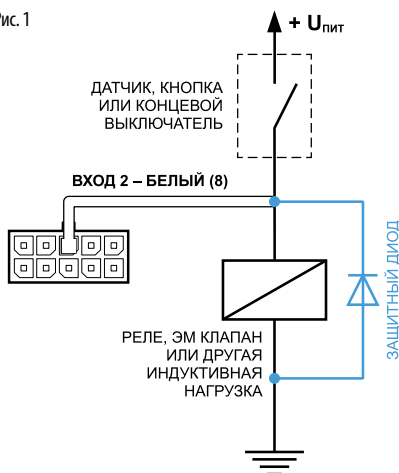 Рис. 1
+ Uпит
ДАТЧИК, КНОПКА
ИЛИ КОНЦЕВОЙ
ВЫКЛЮЧАТЕЛЬ
ВХОД 2 – БЕЛЫЙ (8)
РЕЛЕ, ЭМ КЛАПАН
ИЛИ ДРУГАЯ
ИНДУКТИВНАЯ
НАГРУЗКА
ЗАЩИТНЫЙ ДИОД